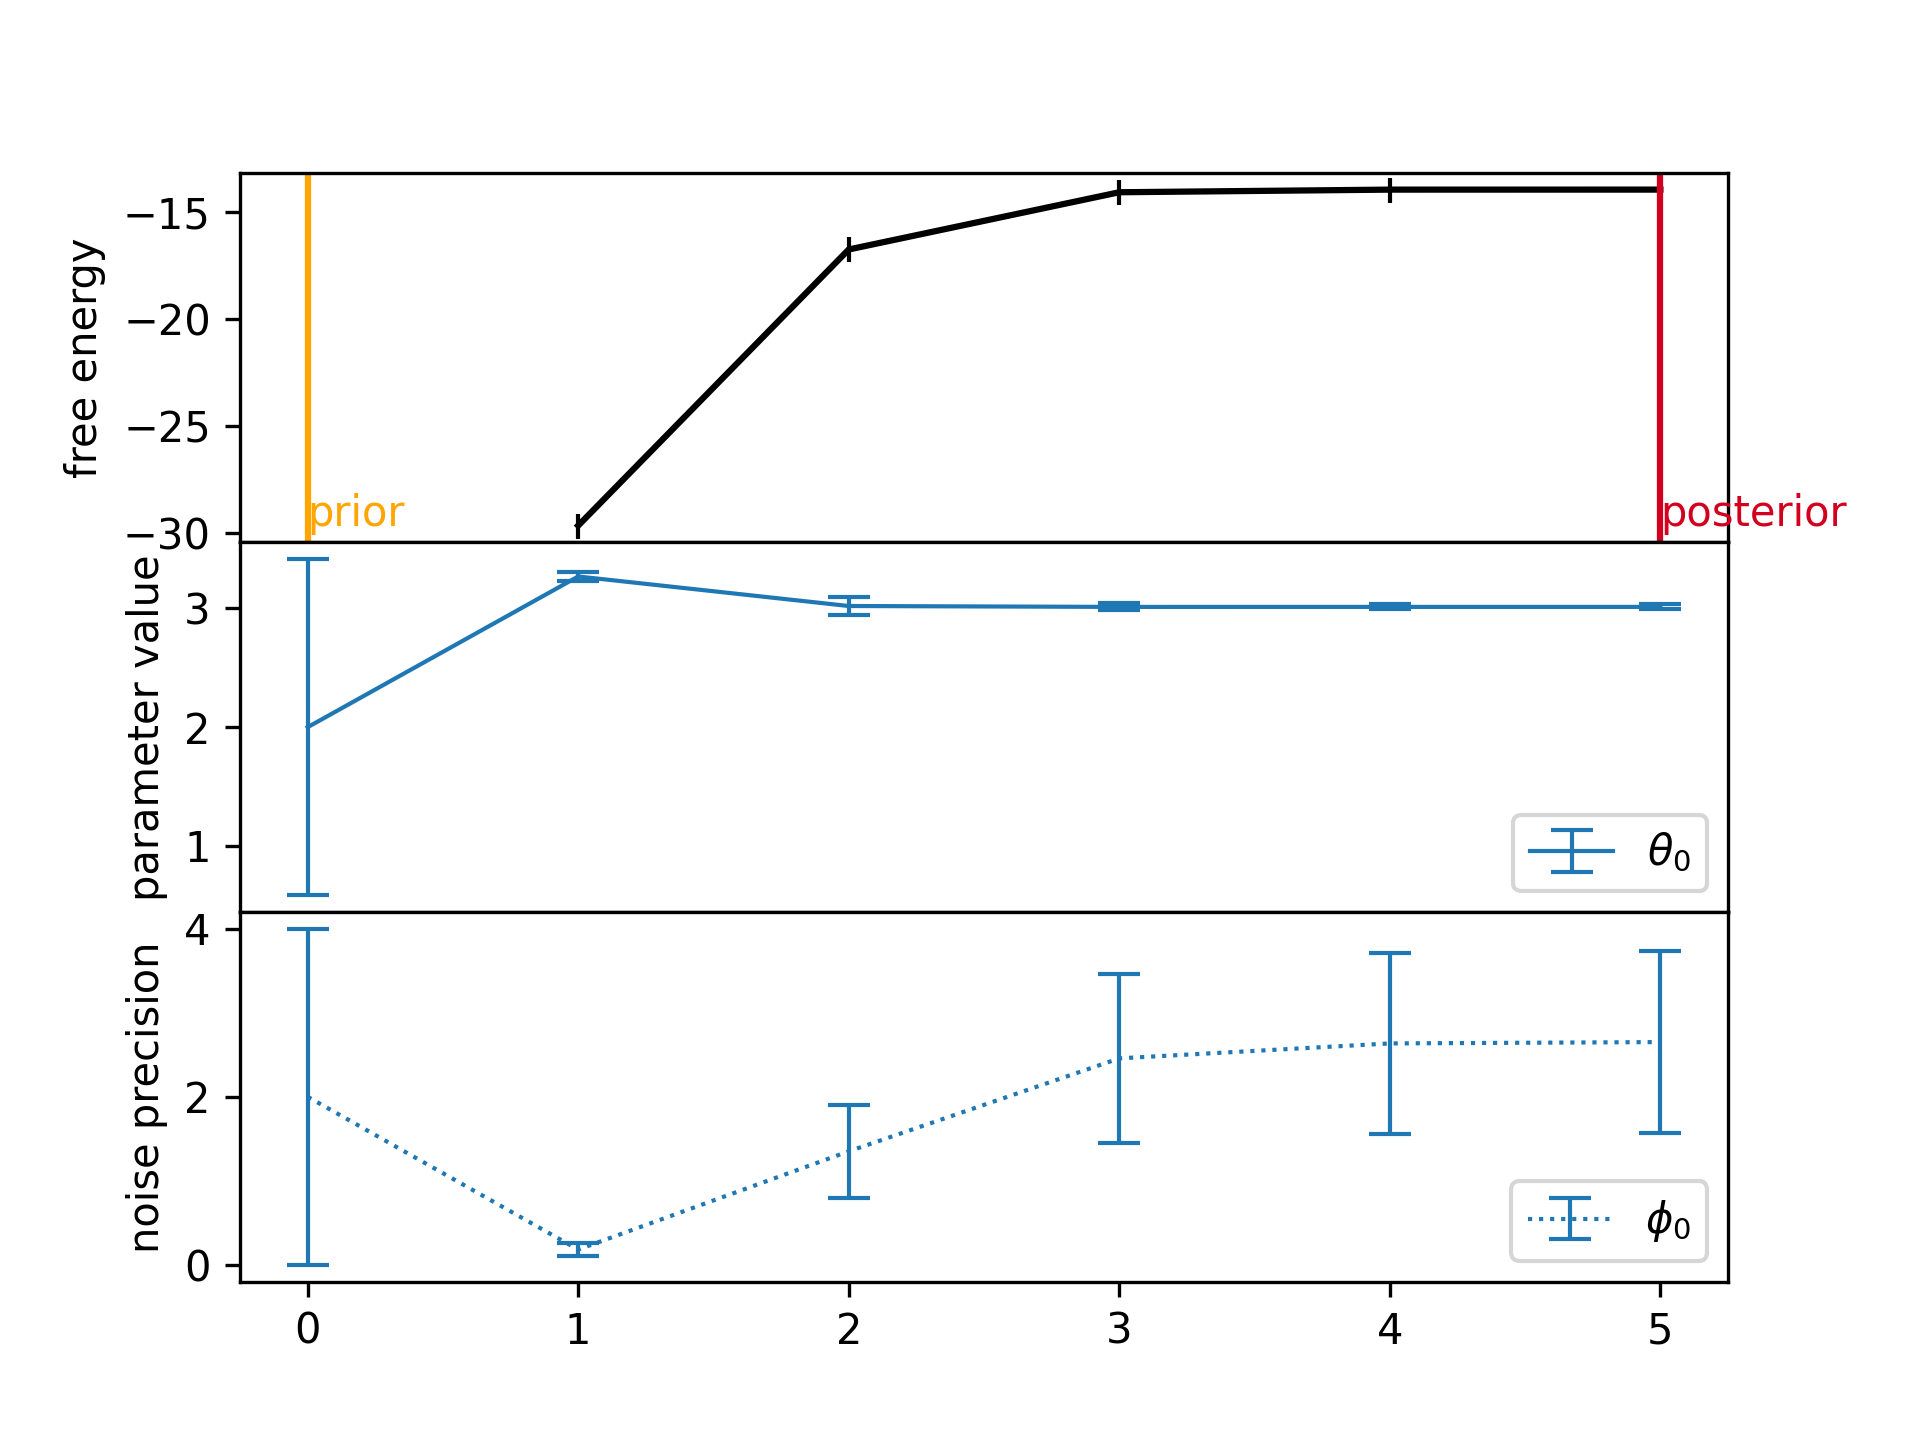 free energy
−15
−20
−25
−30
prior
posterior
parameter value
3
2
1
θ₀
noise precision
4
2
0
ϕ₀
0 1 2 3 4 5